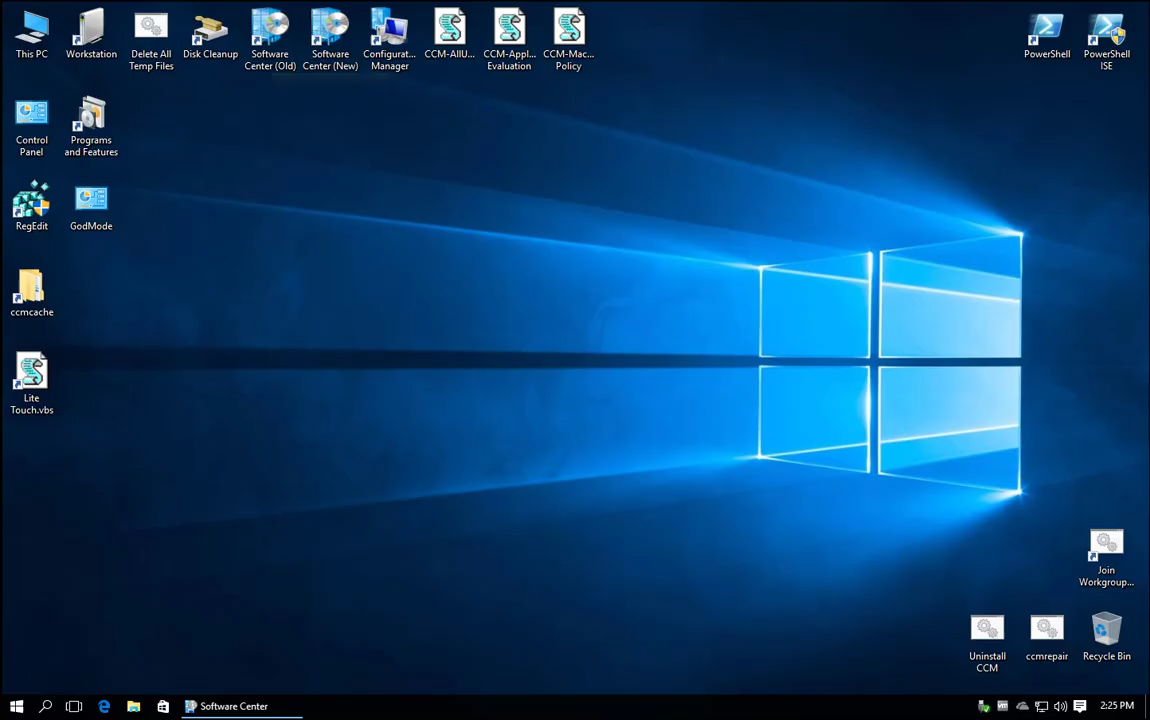 This PC
Workstation
Delete All
Temp Files
Disk Cleanup
Software
Center (Old)
Software
Center (New)
Configurat...
Manager
CCM-AllU...
CCM-Appl...
Evaluation
CCM-Mac...
Policy
PowerShell
PowerShell
ISE
Control
Panel
Programs
and Features
RegEdit
GodMode
ccmcache
Lite
Touch.vbs
Join
Workgroup...
Uninstall
CCM
ccmrepair
Recycle Bin
Software Center
2:25 PM